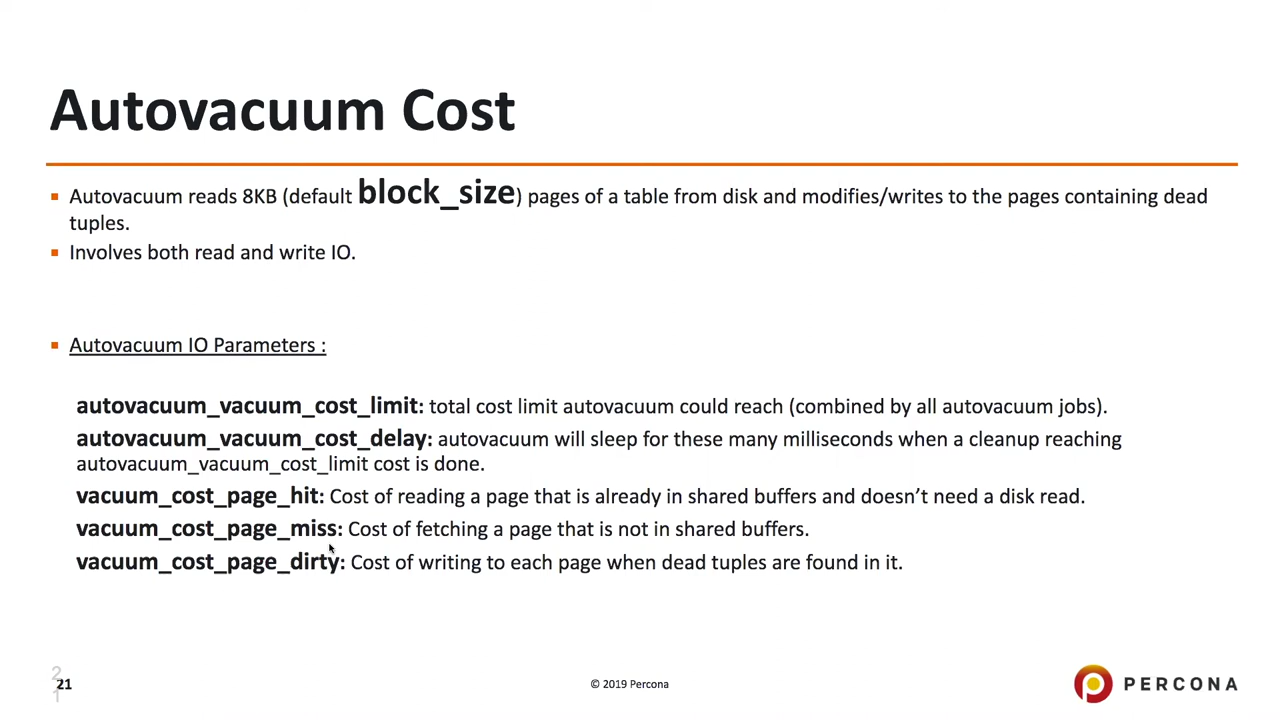 Autovacuum Cost
▪ Autovacuum reads 8KB (default block_size) pages of a table from disk and modifies/writes to the pages containing dead
tuples.
▪ Involves both read and write IO.
▪ Autovacuum IO Parameters :
autovacuum_vacuum_cost_limit: total cost limit autovacuum could reach (combined by all autovacuum jobs).
autovacuum_vacuum_cost_delay: autovacuum will sleep for these many milliseconds when a cleanup reaching
autovacuum_vacuum_cost_limit cost is done.
vacuum_cost_page_hit: Cost of reading a page that is already in shared buffers and doesn’t need a disk read.
vacuum_cost_page_miss: Cost of fetching a page that is not in shared buffers.
vacuum_cost_page_dirty: Cost of writing to each page when dead tuples are found in it.
2
21
1
© 2019 Percona
PERCONA